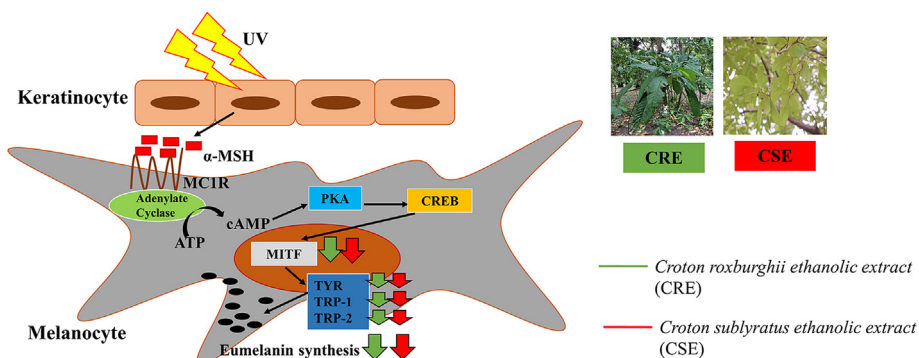 UV
Keratinocyte
α-MSH
MC1R
Adenylate
Cyclase
ATP
cAMP
PKA
CREB
MITF
TYR
TRP-1
TRP-2
Melanocyte
Eumelanin synthesis
CRE
CSE
Croton roxburghii ethanolic extract
(CRE)
Croton sublyratus ethanolic extract
(CSE)